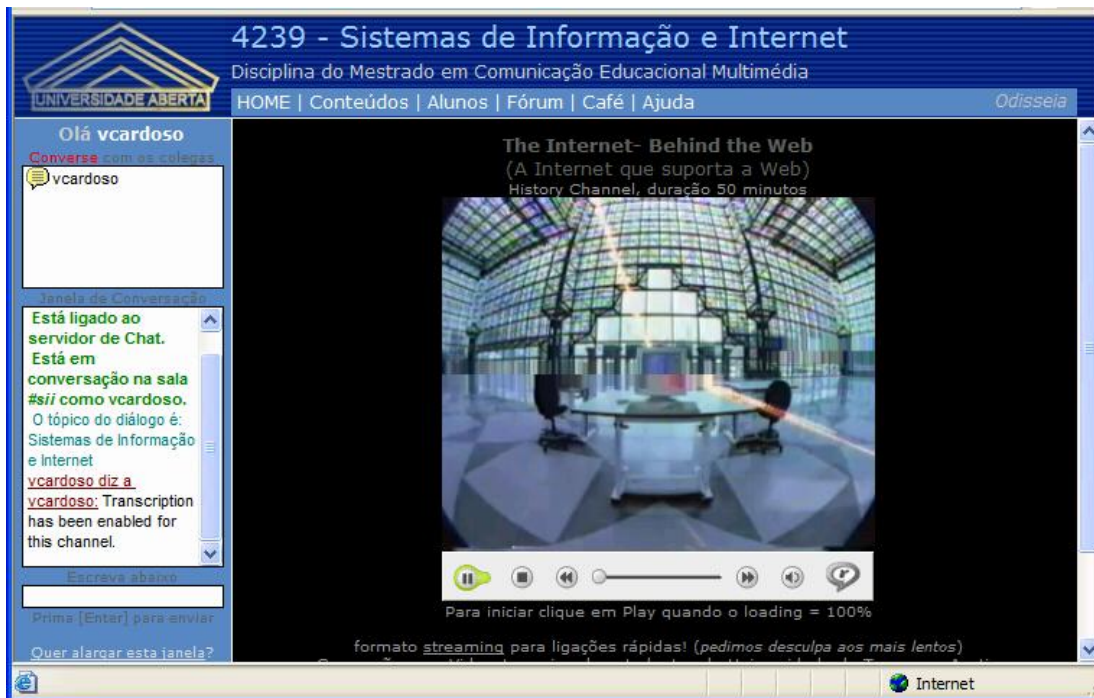 4239 - Sistemas de Informação e Internet
Disciplina do Mestrado em Comunicação Educacional Multimédia
UNIVERSIDADE ABERTA
HOME | Conteúdos | Alunos | Fórum | Café | Ajuda
Odisseia
Olá vcardoso
Converse com os colegas
vcardoso
Janela de Conversação
Está ligado ao
servidor de Chat.
Está em
conversação na sala
#sii como vcardoso.
O tópico do diálogo é:
Sistemas de Informação
e Internet
vcardoso diz a
vcardoso: Transcription
has been enabled for
this channel.
Escreva abaixo
Prima [Enter] para enviar
Quer alargar esta janela?
The Internet- Behind the Web
(A Internet que suporta a Web)
History Channel, duração 50 minutos
Para iniciar clique em Play quando o loading = 100%
formato streaming para ligações rápidas! (pedimos desculpa aos mais lentos)
Internet